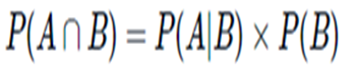 P(A∩B) = P(A|B) × P(B)